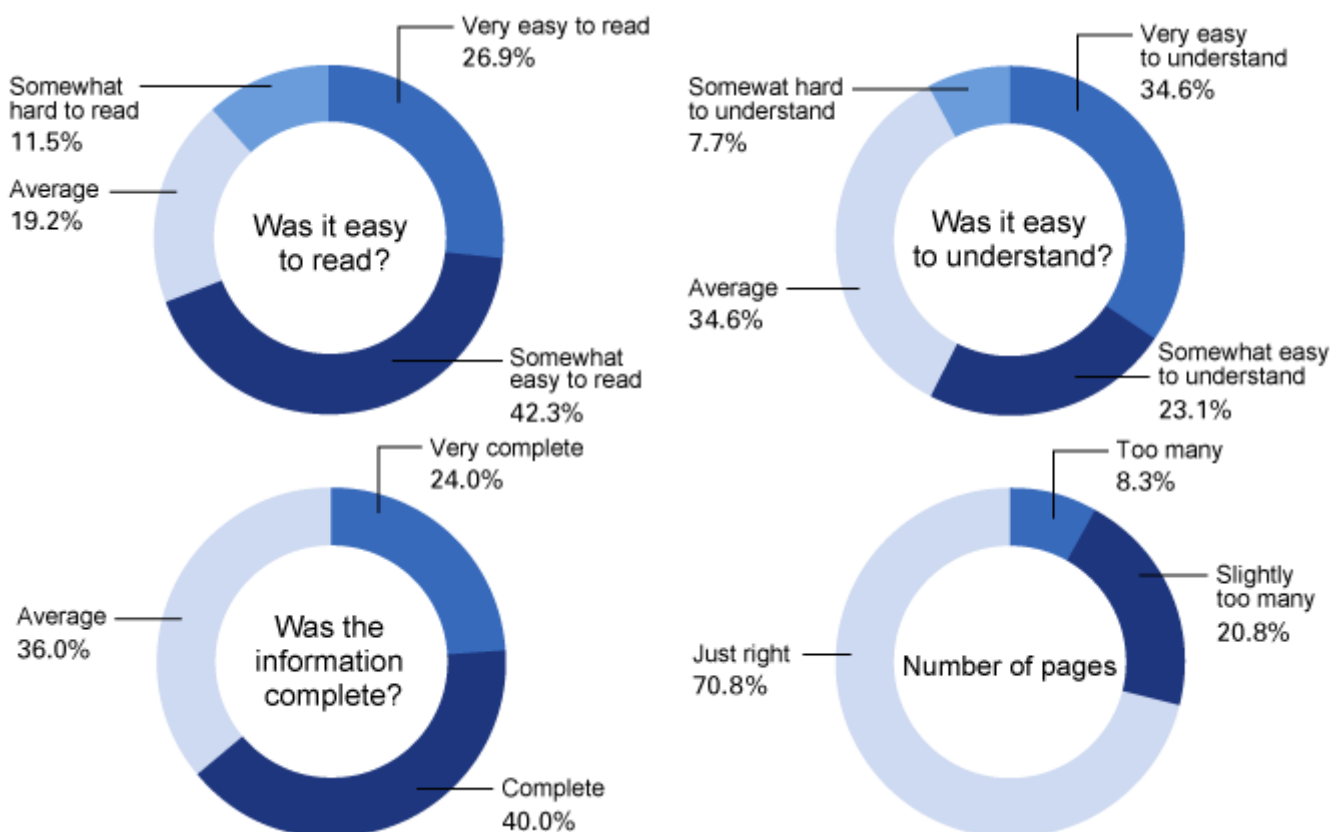 Very easy to read
26.9%
Somewhat
hard to read
11.5%
Average
19.2%
Was it easy
to read?
Somewhat
easy to read
42.3%
Very easy
to understand
34.6%
Somewat hard
to understand
7.7%
Average
34.6%
Was it easy
to understand?
Somewhat easy
to understand
23.1%
Very complete
24.0%
Average
36.0%
Was the
information
complete?
Complete
40.0%
Too many
8.3%
Slightly
too many
20.8%
Just right
70.8%
Number of pages